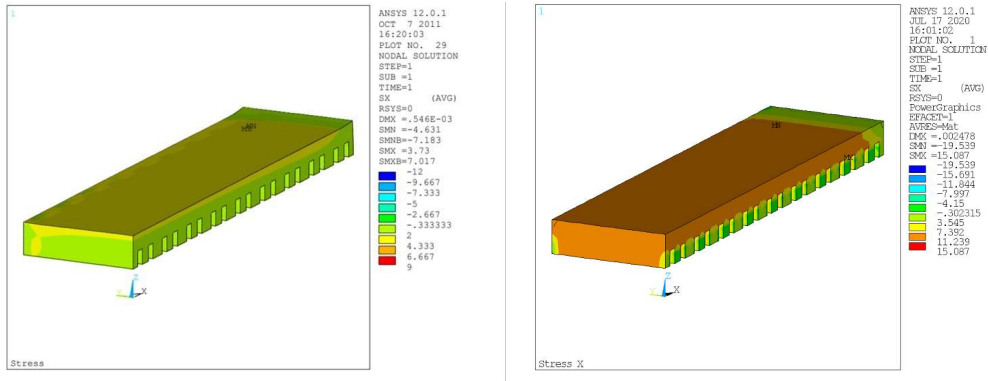 1
ANSYS 12.0.1
OCT 7 2011
16:20:03
PLOT NO. 29
NODAL SOLUTION
STEP=1
SUB =1
TIME=1
SX (AVG)
RSYS=0
DMX =.546E-03
SMN =-4.631
SMNB=-7.183
SMX =3.73
SMXB=7.017
-12
-9.667
-7.333
-5
-2.667
-.333333
2
4.333
6.667
9
MN
Z
X
Stress
1
ANSYS 12.0.1
JUL 17 2020
16:01:02
PLOT NO. 1
NODAL SOLUTION
STEP=1
SUB =1
TIME=1
SX (AVG)
RSYS=0
PowerGraphics
EFACET=1
AVRES=Mat
DMX =.002478
SMN =-19.539
SMX =15.087
-19.539
-15.691
-11.844
-7.997
-4.15
-.302315
3.545
7.392
11.239
15.087
MN
MX
Z
Y
X
Stress X